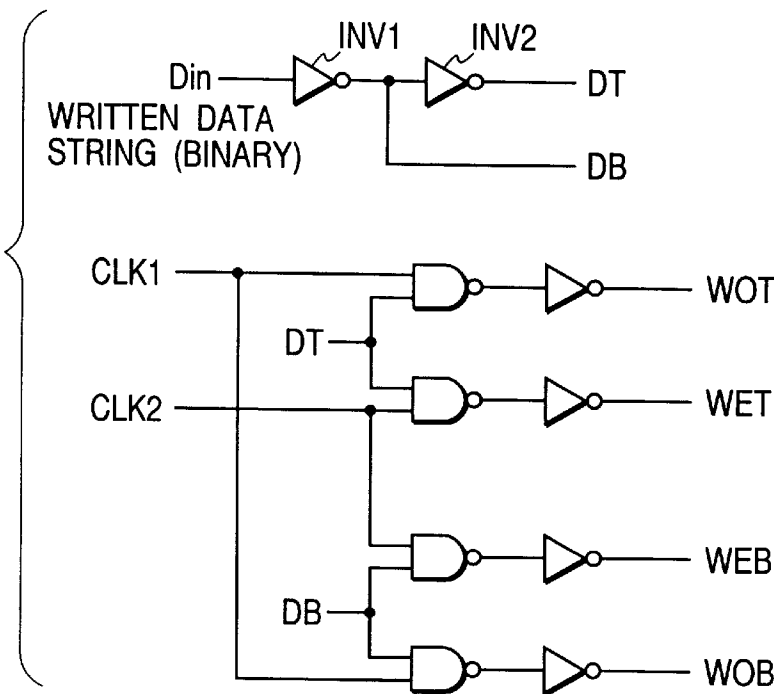 INV1
INV2
Din
DT
WRITTEN DATA
STRING (BINARY)
DB
CLK1
WOT
DT
CLK2
WET
WEB
DB
WOB